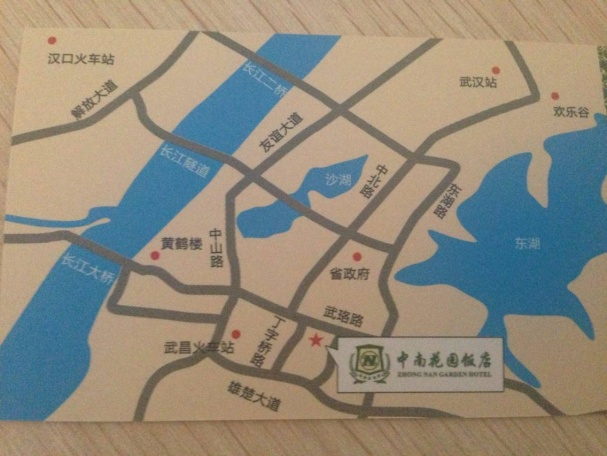 汉口火车站
解放大道
长江二桥
友谊大道
武汉站
欢乐谷
长江隧道
沙湖
中北路
东湖路
东湖
黄鹤楼
中山路
长江大桥
省政府
武珞路
丁字桥路
武昌火车站
雄楚大道
中南花园饭店
ZHONG NAN GARDEN HOTEL